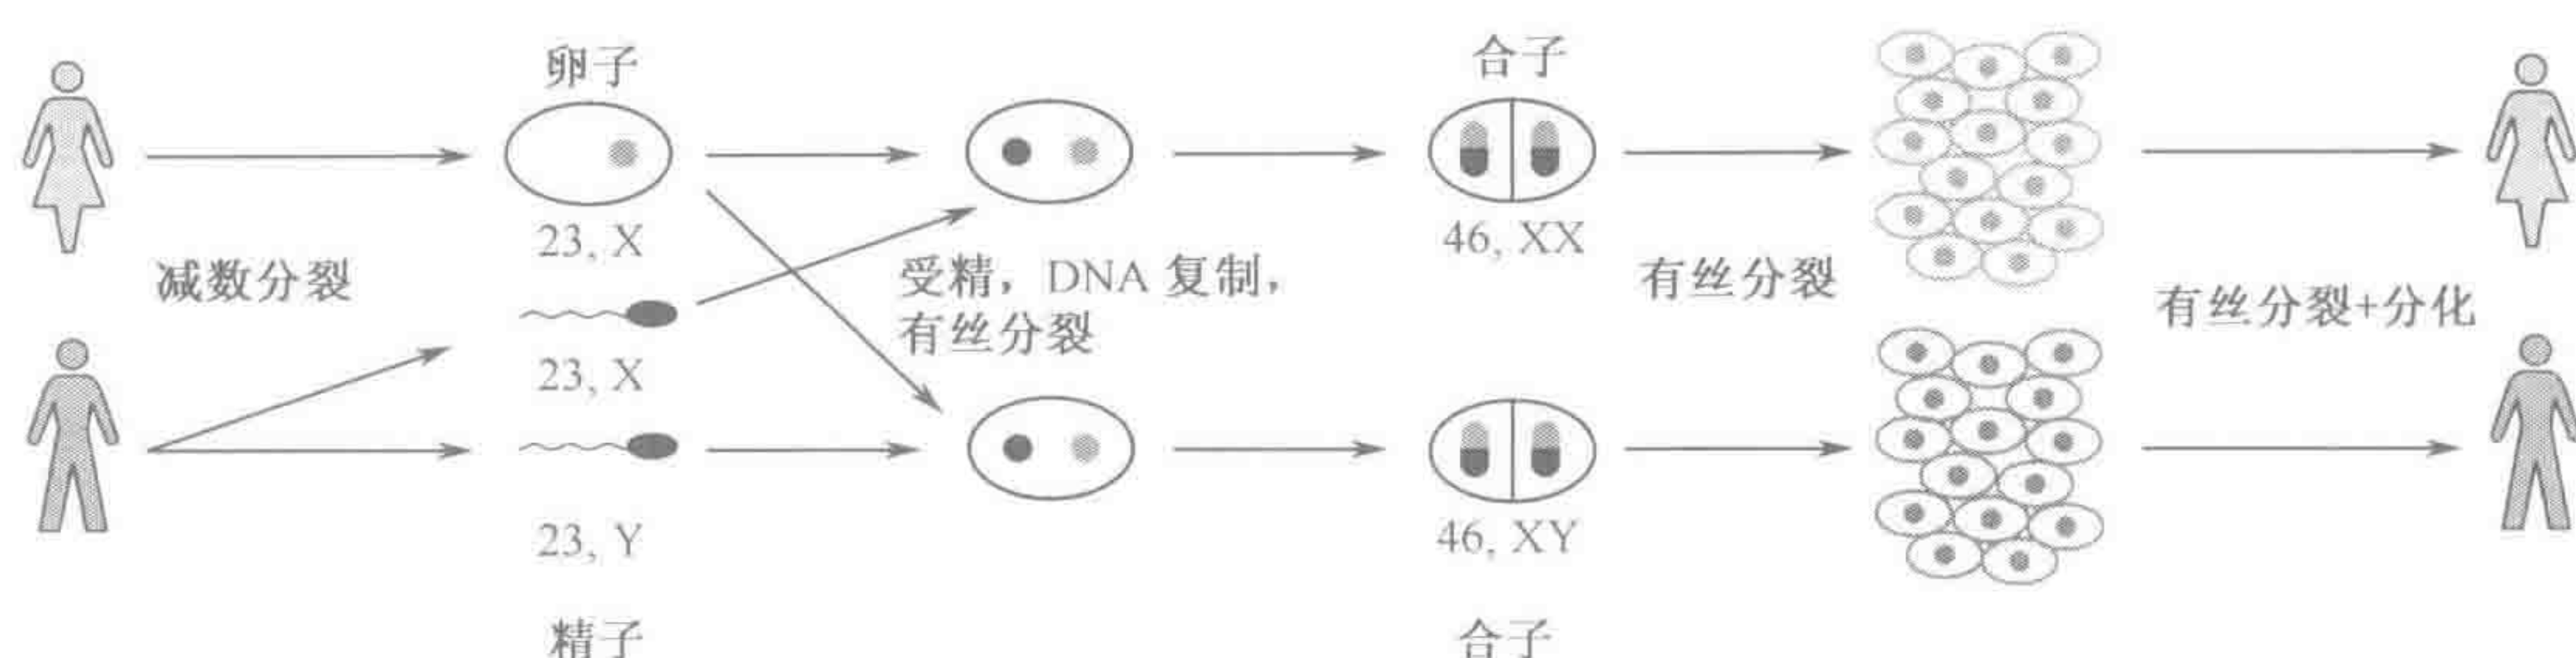 卵子
合子
23, X
46, XX
减数分裂
受精，DNA 复制，
有丝分裂
有丝分裂
有丝分裂+分化
23, X
23, Y
46, XY
精子
合子